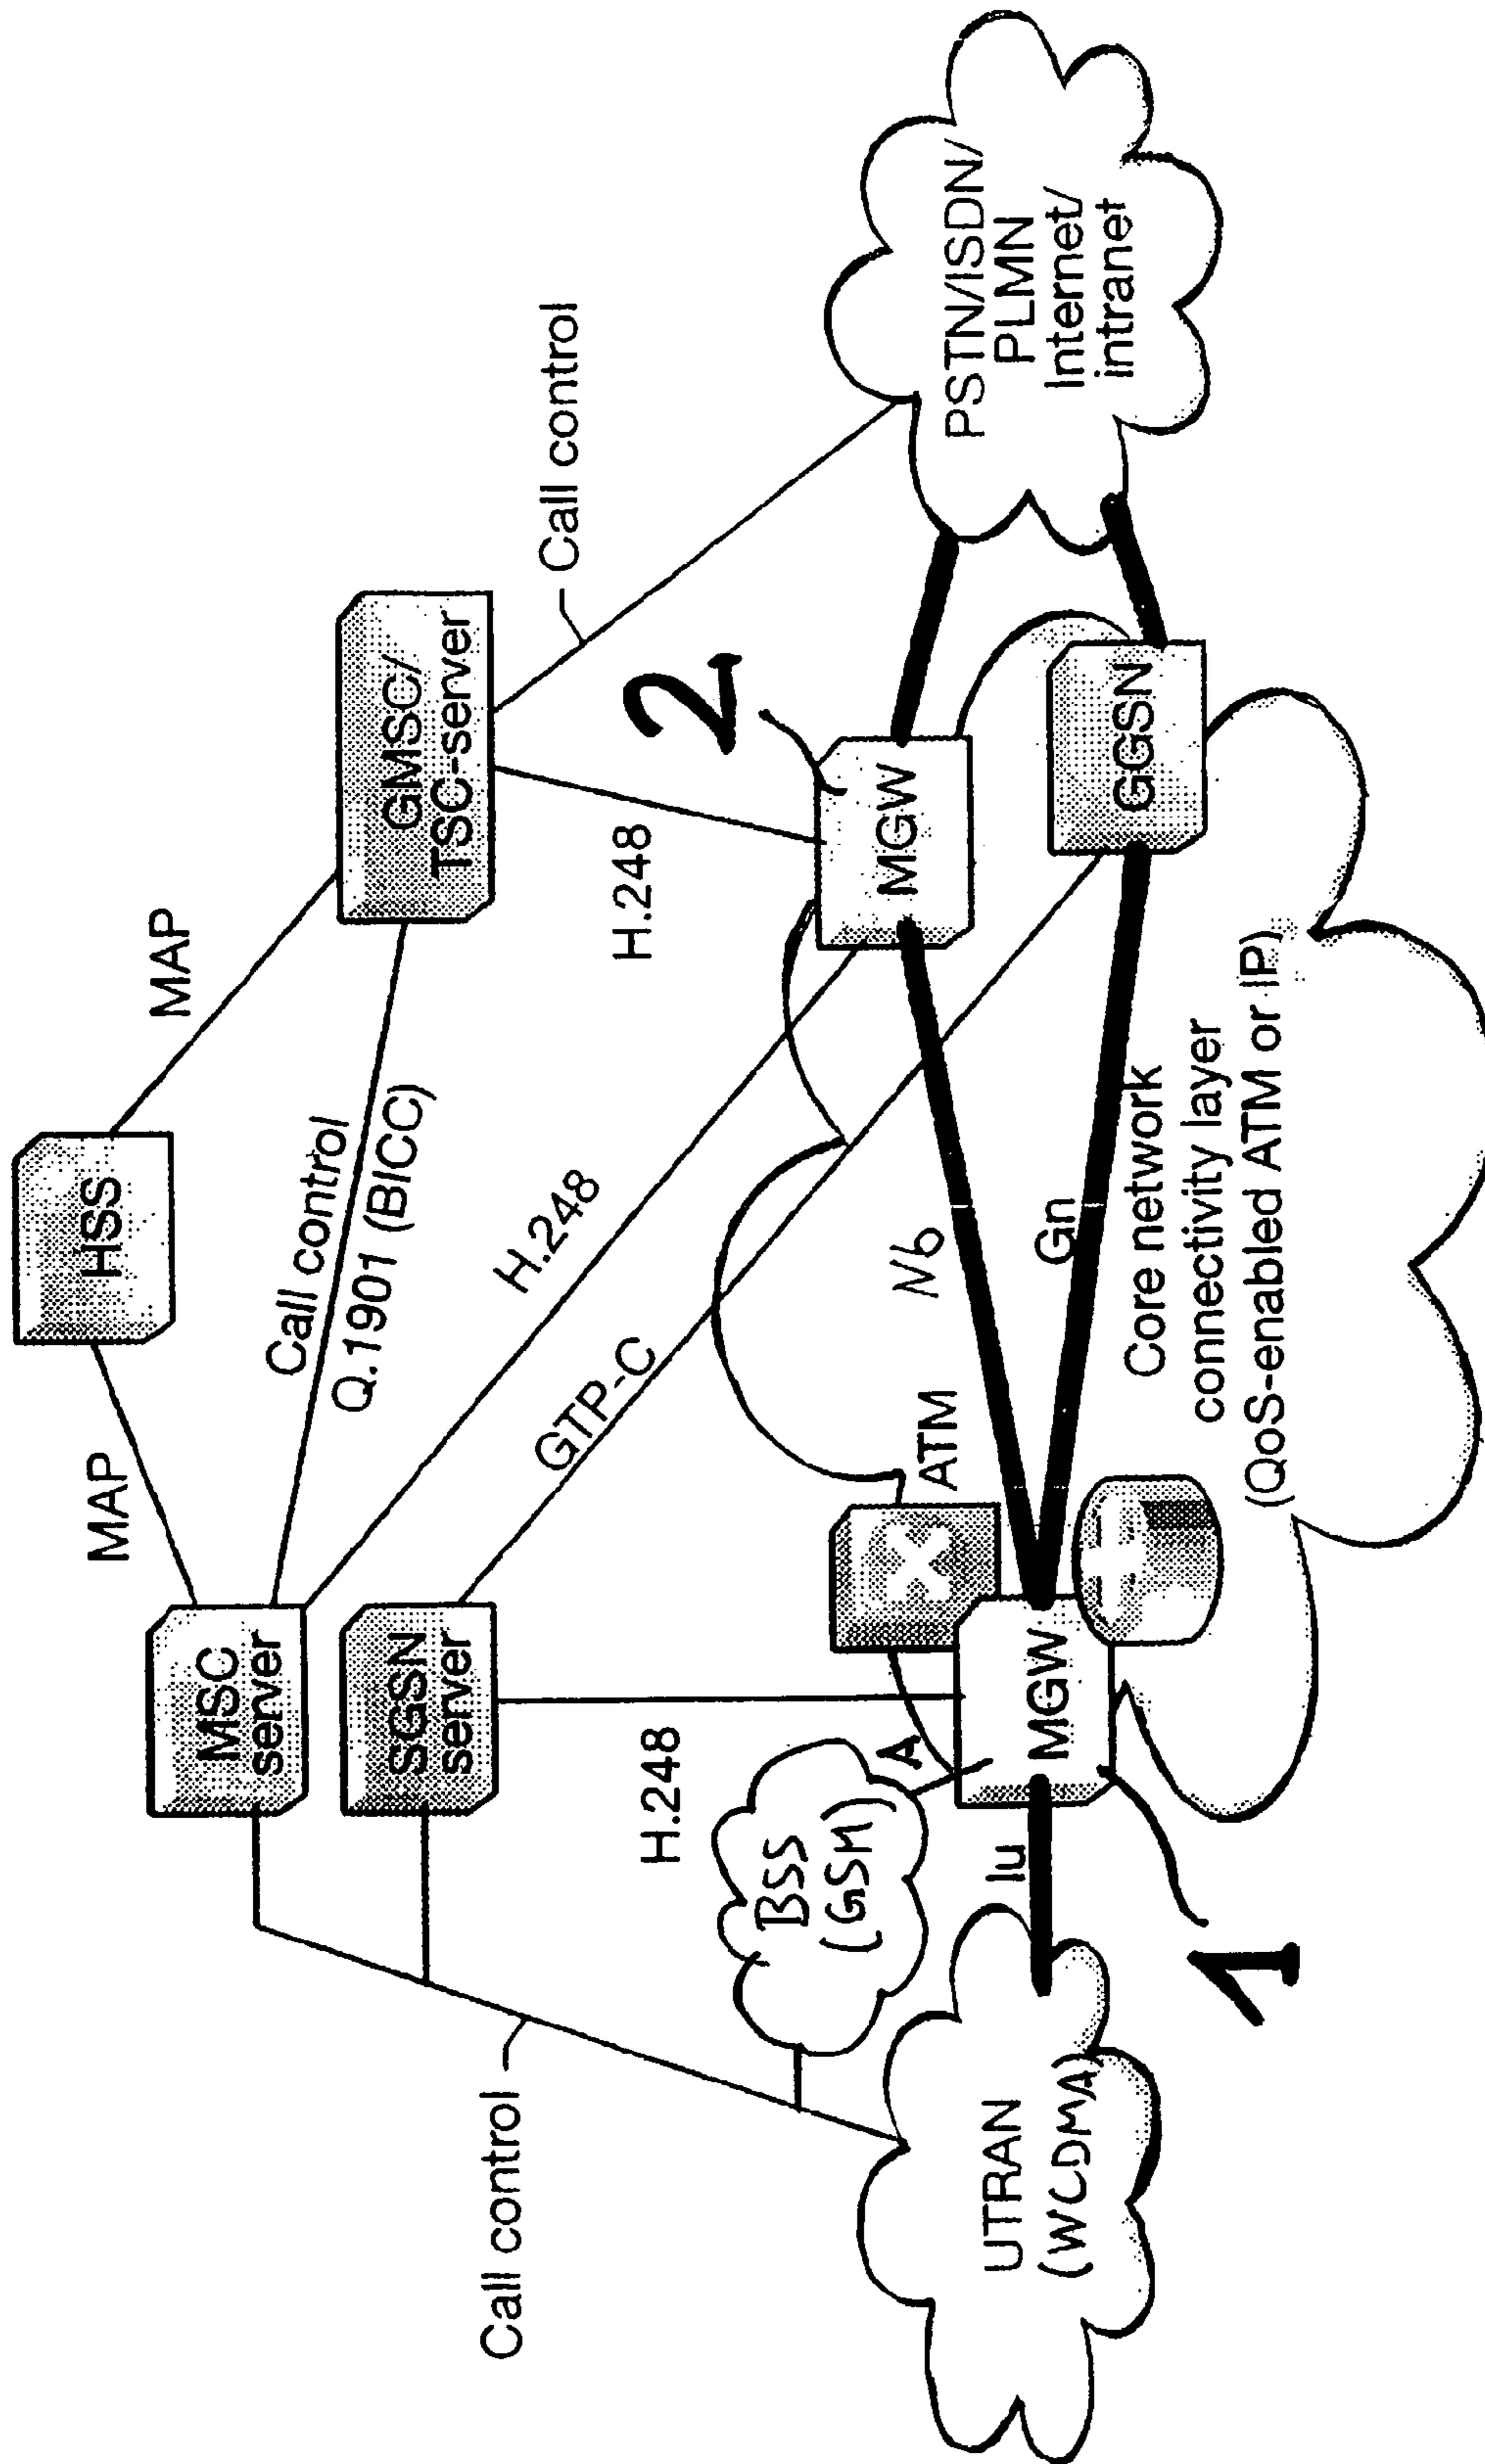 HSS
MAP
MAP
MSC
server
Call control
Q.1901 (BICC)
GMSC/
TSC-server
SGSN
server
GTP-C
H.248
H.248
H.248
Call control
Call control
BSS
(GSM)
A
ATM
2
MGW
Nb
UTRAN
(WCDMA)
Iu
MGW
Gn
GGSN
PSTN/ISDN/
PLMN
Internet/
intranet
1
Core network
connectivity layer
(QoS-enabled ATM or IP)